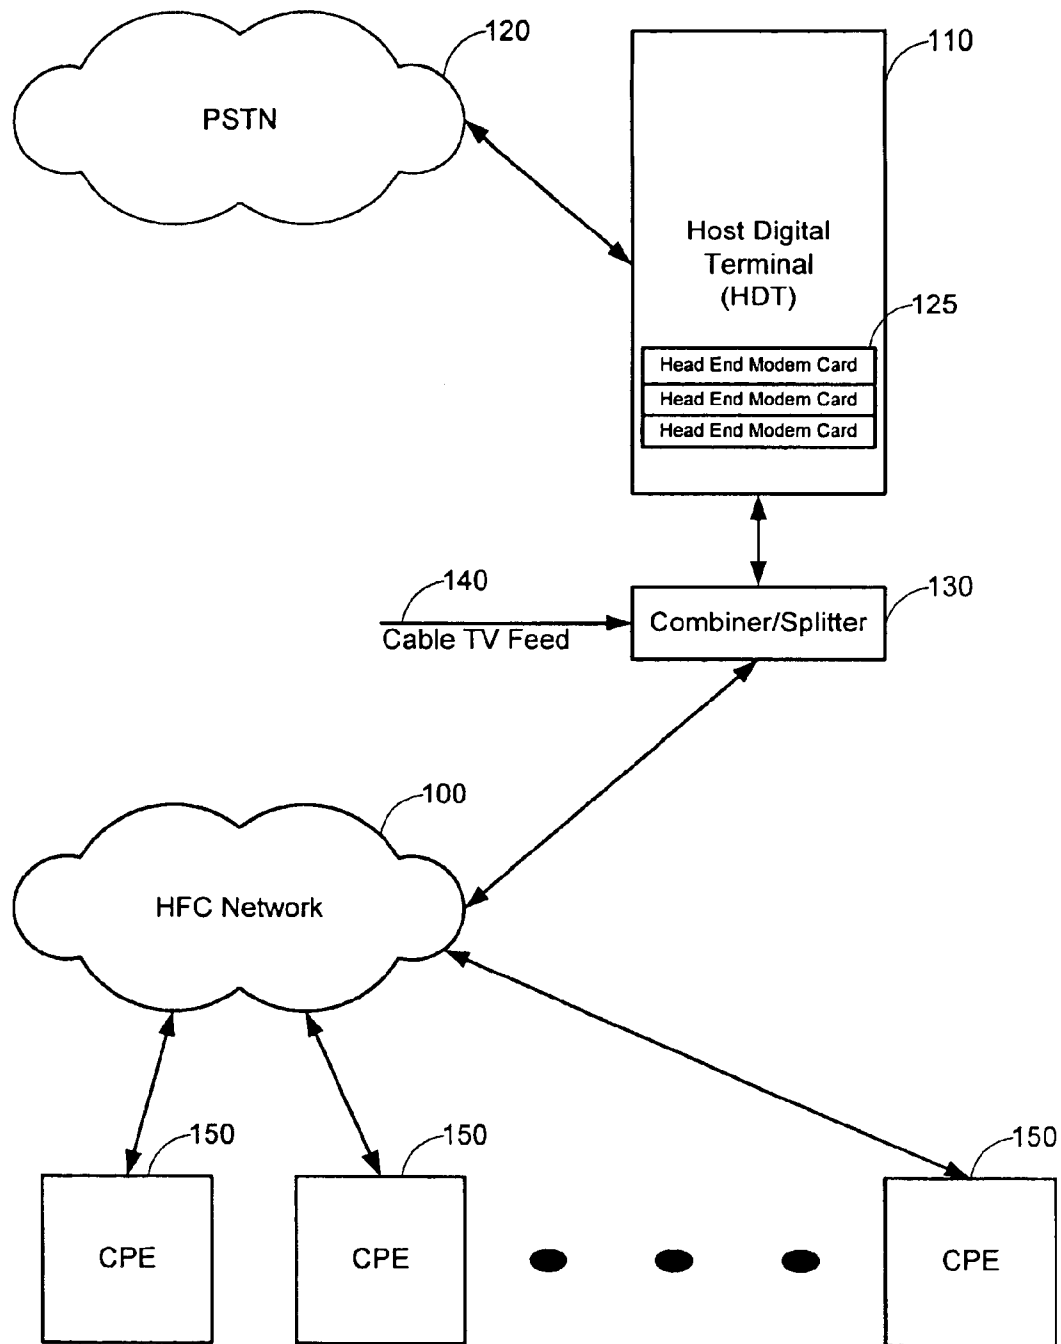 120
110
PSTN
Host Digital
Terminal
(HDT)
125
Head End Modem Card
Head End Modem Card
Head End Modem Card
140
130
Combiner/Splitter
Cable TV Feed
100
HFC Network
150
150
150
CPE
CPE
CPE